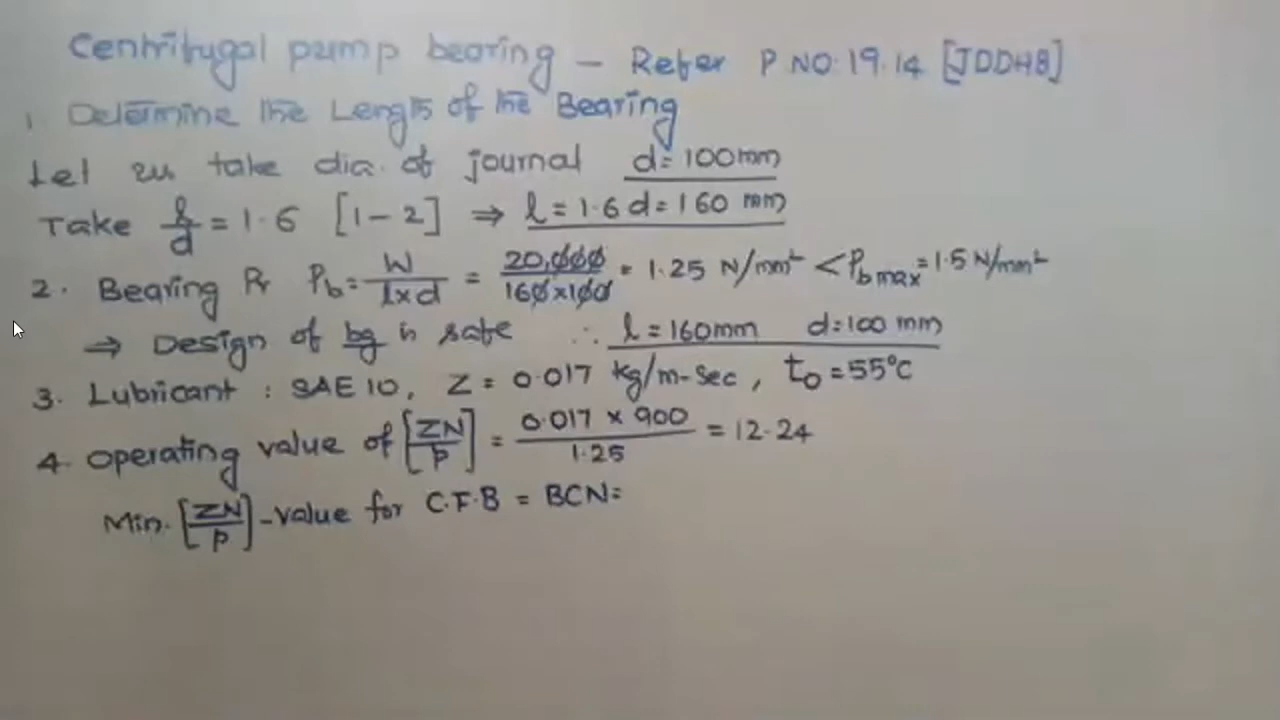 Centrifugal pump bearing – Refer P NO: 19.14 [JDDHB]
1. Determine the Length of the Bearing
Let us take dia. of journal d = 100mm
Take l/d = 1.6 [1-2] ⇒ l = 1.6 d = 160 mm
2. Bearing Pr P_b = W/(l×d) = 20,000/(160×100) = 1.25 N/mm² < P_b max = 1.5 N/mm²
⇒ Design of bg is safe ∴ l = 160mm d = 100 mm
3. Lubricant : SAE 10, Z = 0.017 kg/m-sec, t₀ = 55°C
4. Operating value of [ZN/P] = (0.017 × 900)/1.25 = 12.24
Min. [ZN/P] - value for C.F.B = BCN =